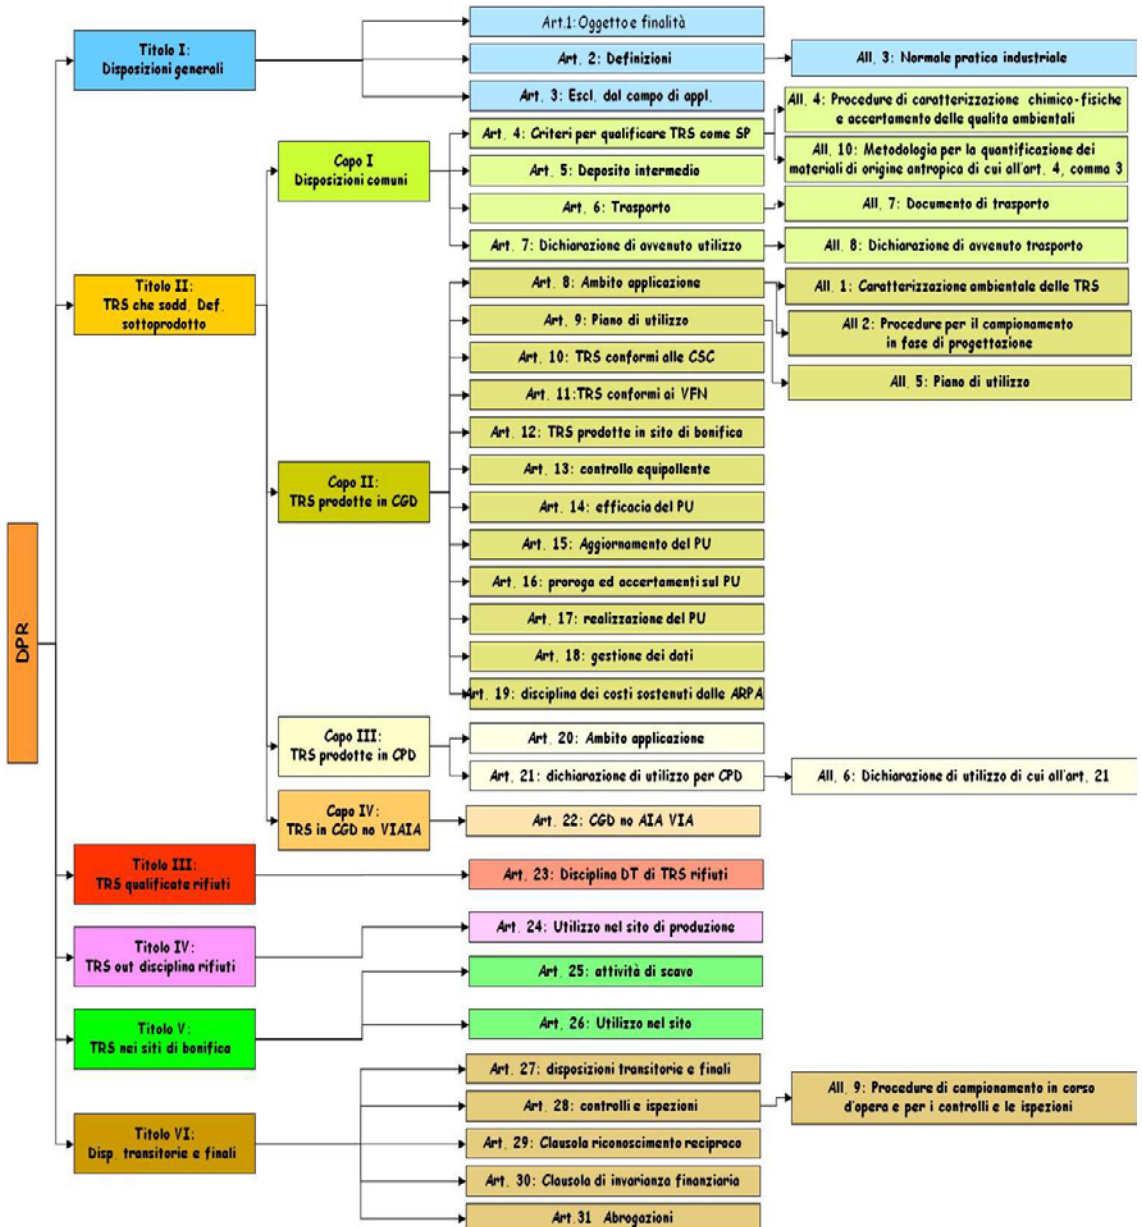 DPR
Titolo I:
Disposizioni generali
Art.1: Oggetto e finalità
Art. 2: Definizioni
All. 3: Normale pratica industriale
Art. 3: Escl. dal campo di appl.
Titolo II:
TRS che sodd. Def.
sottoprodotto
Capo I
Disposizioni comuni
Art. 4: Criteri per qualificare TRS come SP
All. 4: Procedure di caratterizzazione chimico-fisiche
e accertamento delle qualita ambientali
All. 10: Metodologia per la quantificazione dei
materiali di origine antropica di cui all'art. 4, comma 3
Art. 5: Deposito intermedio
Art. 6: Trasporto
All. 7: Documento di trasporto
Art. 7: Dichiarazione di avvenuto utilizzo
All. 8: Dichiarazione di avvenuto trasporto
Capo II:
TRS prodotte in CGD
Art. 8: Ambito applicazione
All. 1: Caratterizzazione ambientale delle TRS
All 2: Procedure per il campionamento
in fase di progettazione
Art. 9: Piano di utilizzo
All. 5: Piano di utilizzo
Art. 10: TRS conformi alle CSC
Art. 11:TRS conformi ai VFN
Art. 12: TRS prodotte in sito di bonifica
Art. 13: controllo equipollente
Art. 14: efficacia del PU
Art. 15: Aggiornamento del PU
Art. 16: proroga ed accertamenti sul PU
Art. 17: realizzazione del PU
Art. 18: gestione dei dati
Art. 19: disciplina dei costi sostenuti dalle ARPA
Capo III:
TRS prodotte in CPD
Art. 20: Ambito applicazione
Art. 21: dichiarazione di utilizzo per CPD
All. 6: Dichiarazione di utilizzo di cui all'art. 21
Capo IV:
TRS in CGD no VIAIA
Art. 22: CGD no AIA VIA
Titolo III:
TRS qualificate rifiuti
Art. 23: Disciplina DT di TRS rifiuti
Titolo IV:
TRS out disciplina rifiuti
Art. 24: Utilizzo nel sito di produzione
Titolo V:
TRS nei siti di bonifica
Art. 25: attività di scavo
Art. 26: Utilizzo nel sito
Titolo VI:
Disp. transitorie e finali
Art. 27: disposizioni transitorie e finali
Art. 28: controlli e ispezioni
All. 9: Procedure di campionamento in corso
d'opera e per i controlli e le ispezioni
Art. 29: Clausola riconoscimento reciproco
Art. 30: Clausola di invarianza finanziaria
Art.31 Abrogazioni